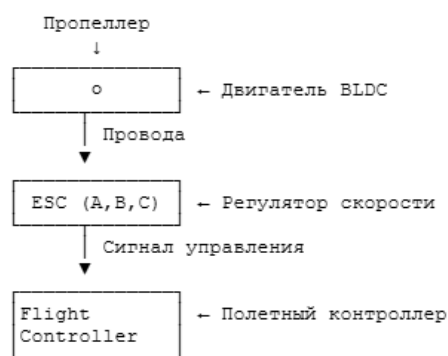 Пропеллер
↓
o ← Двигатель BLDC
Провода
▼
ESC (A,B,C) ← Регулятор скорости
Сигнал управления
▼
Flight ← Полетный контроллер
Controller